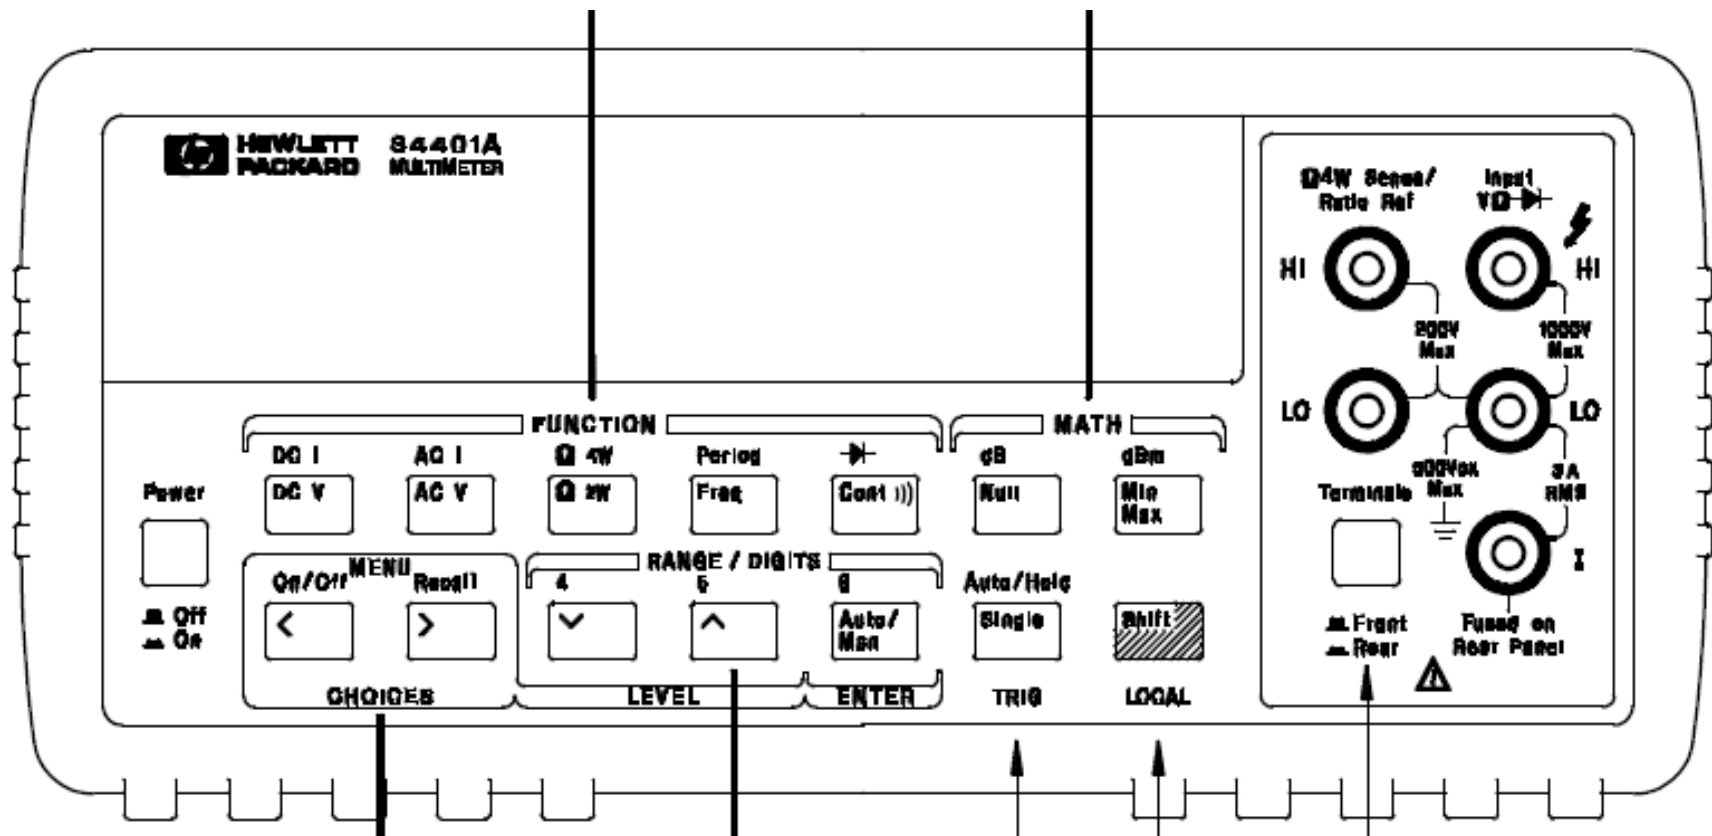 hp HEWLETT PACKARD
34401A MULTIMETER
Ω4W Sense/
Ratio Ref
Input
VΩ
HI
HI
200V
Max
1000V
Max
LO
LO
500Vpk
Max
3A
RMS
Terminals
I
Front
Rear
Fused on
Rear Panel
FUNCTION
MATH
DC I
AC I
Ω 4W
Period
dB
dBm
Power
DC V
AC V
Ω 2W
Freq
Cont )))
Null
Min
Max
MENU
RANGE / DIGITS
On/Off
Recall
4
5
6
Auto/Hold
Off
On
<
>
Auto/
Man
Single
Shift
CHOICES
LEVEL
ENTER
TRIG
LOCAL